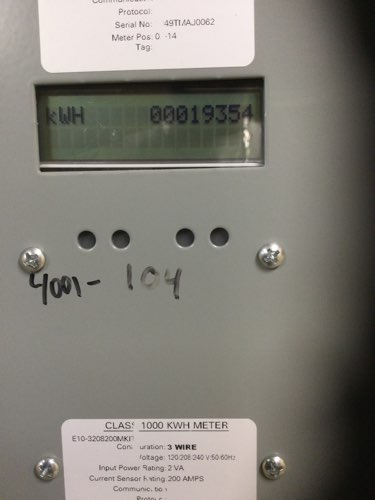 Protocol:
Serial No: 49TMAJ0062
Meter Pos: 0 -14
Tag:
kWH 00019354
4001- 104
CLASS 1000 KWH METER
E10-3208200MKIT
Configuration: 3 WIRE
Voltage: 120/208-240 V:50-60Hz
Input Power Rating: 2 VA
Current Sensor Rating: 200 AMPS